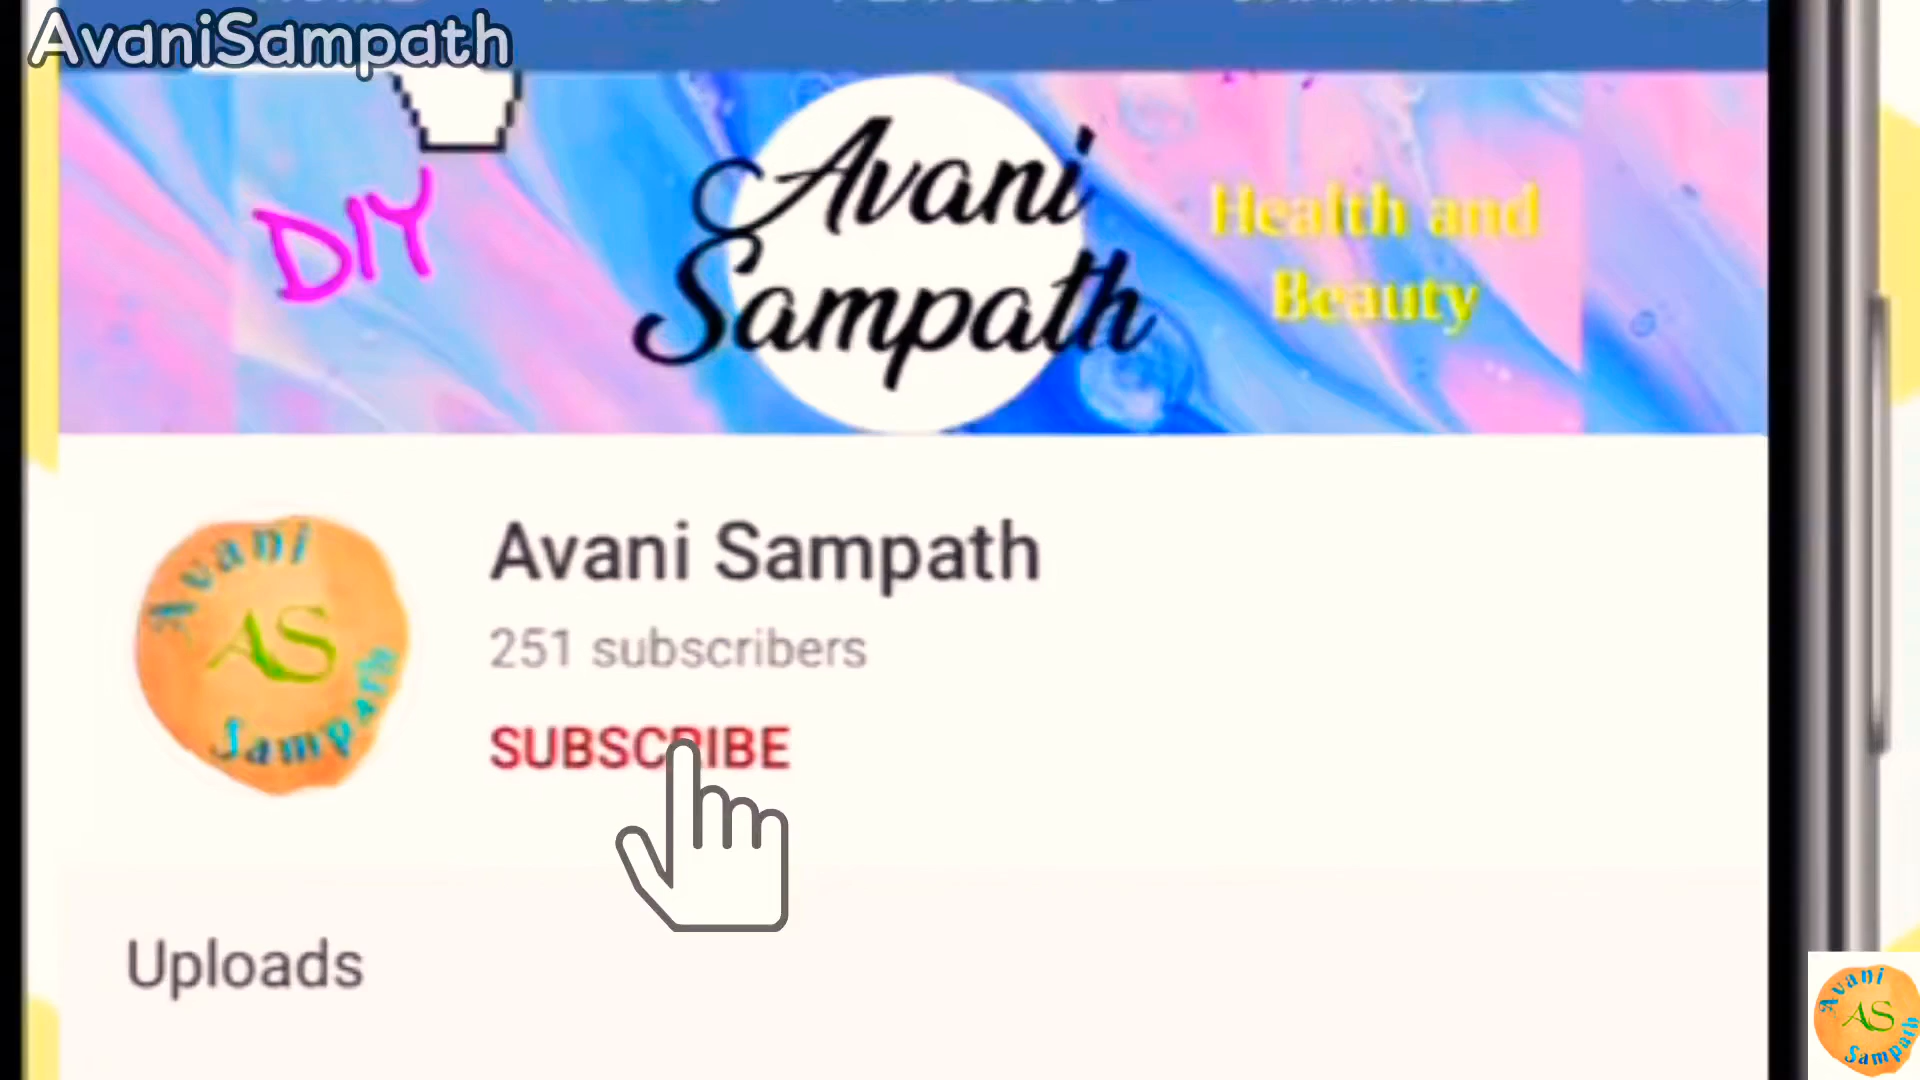 AvaniSampath
DIY
Avani
Sampath
Health and
Beauty
Avani
AS
Sampath
Avani Sampath
251 subscribers
SUBSCRIBE
Uploads
Avani
AS
Sampath